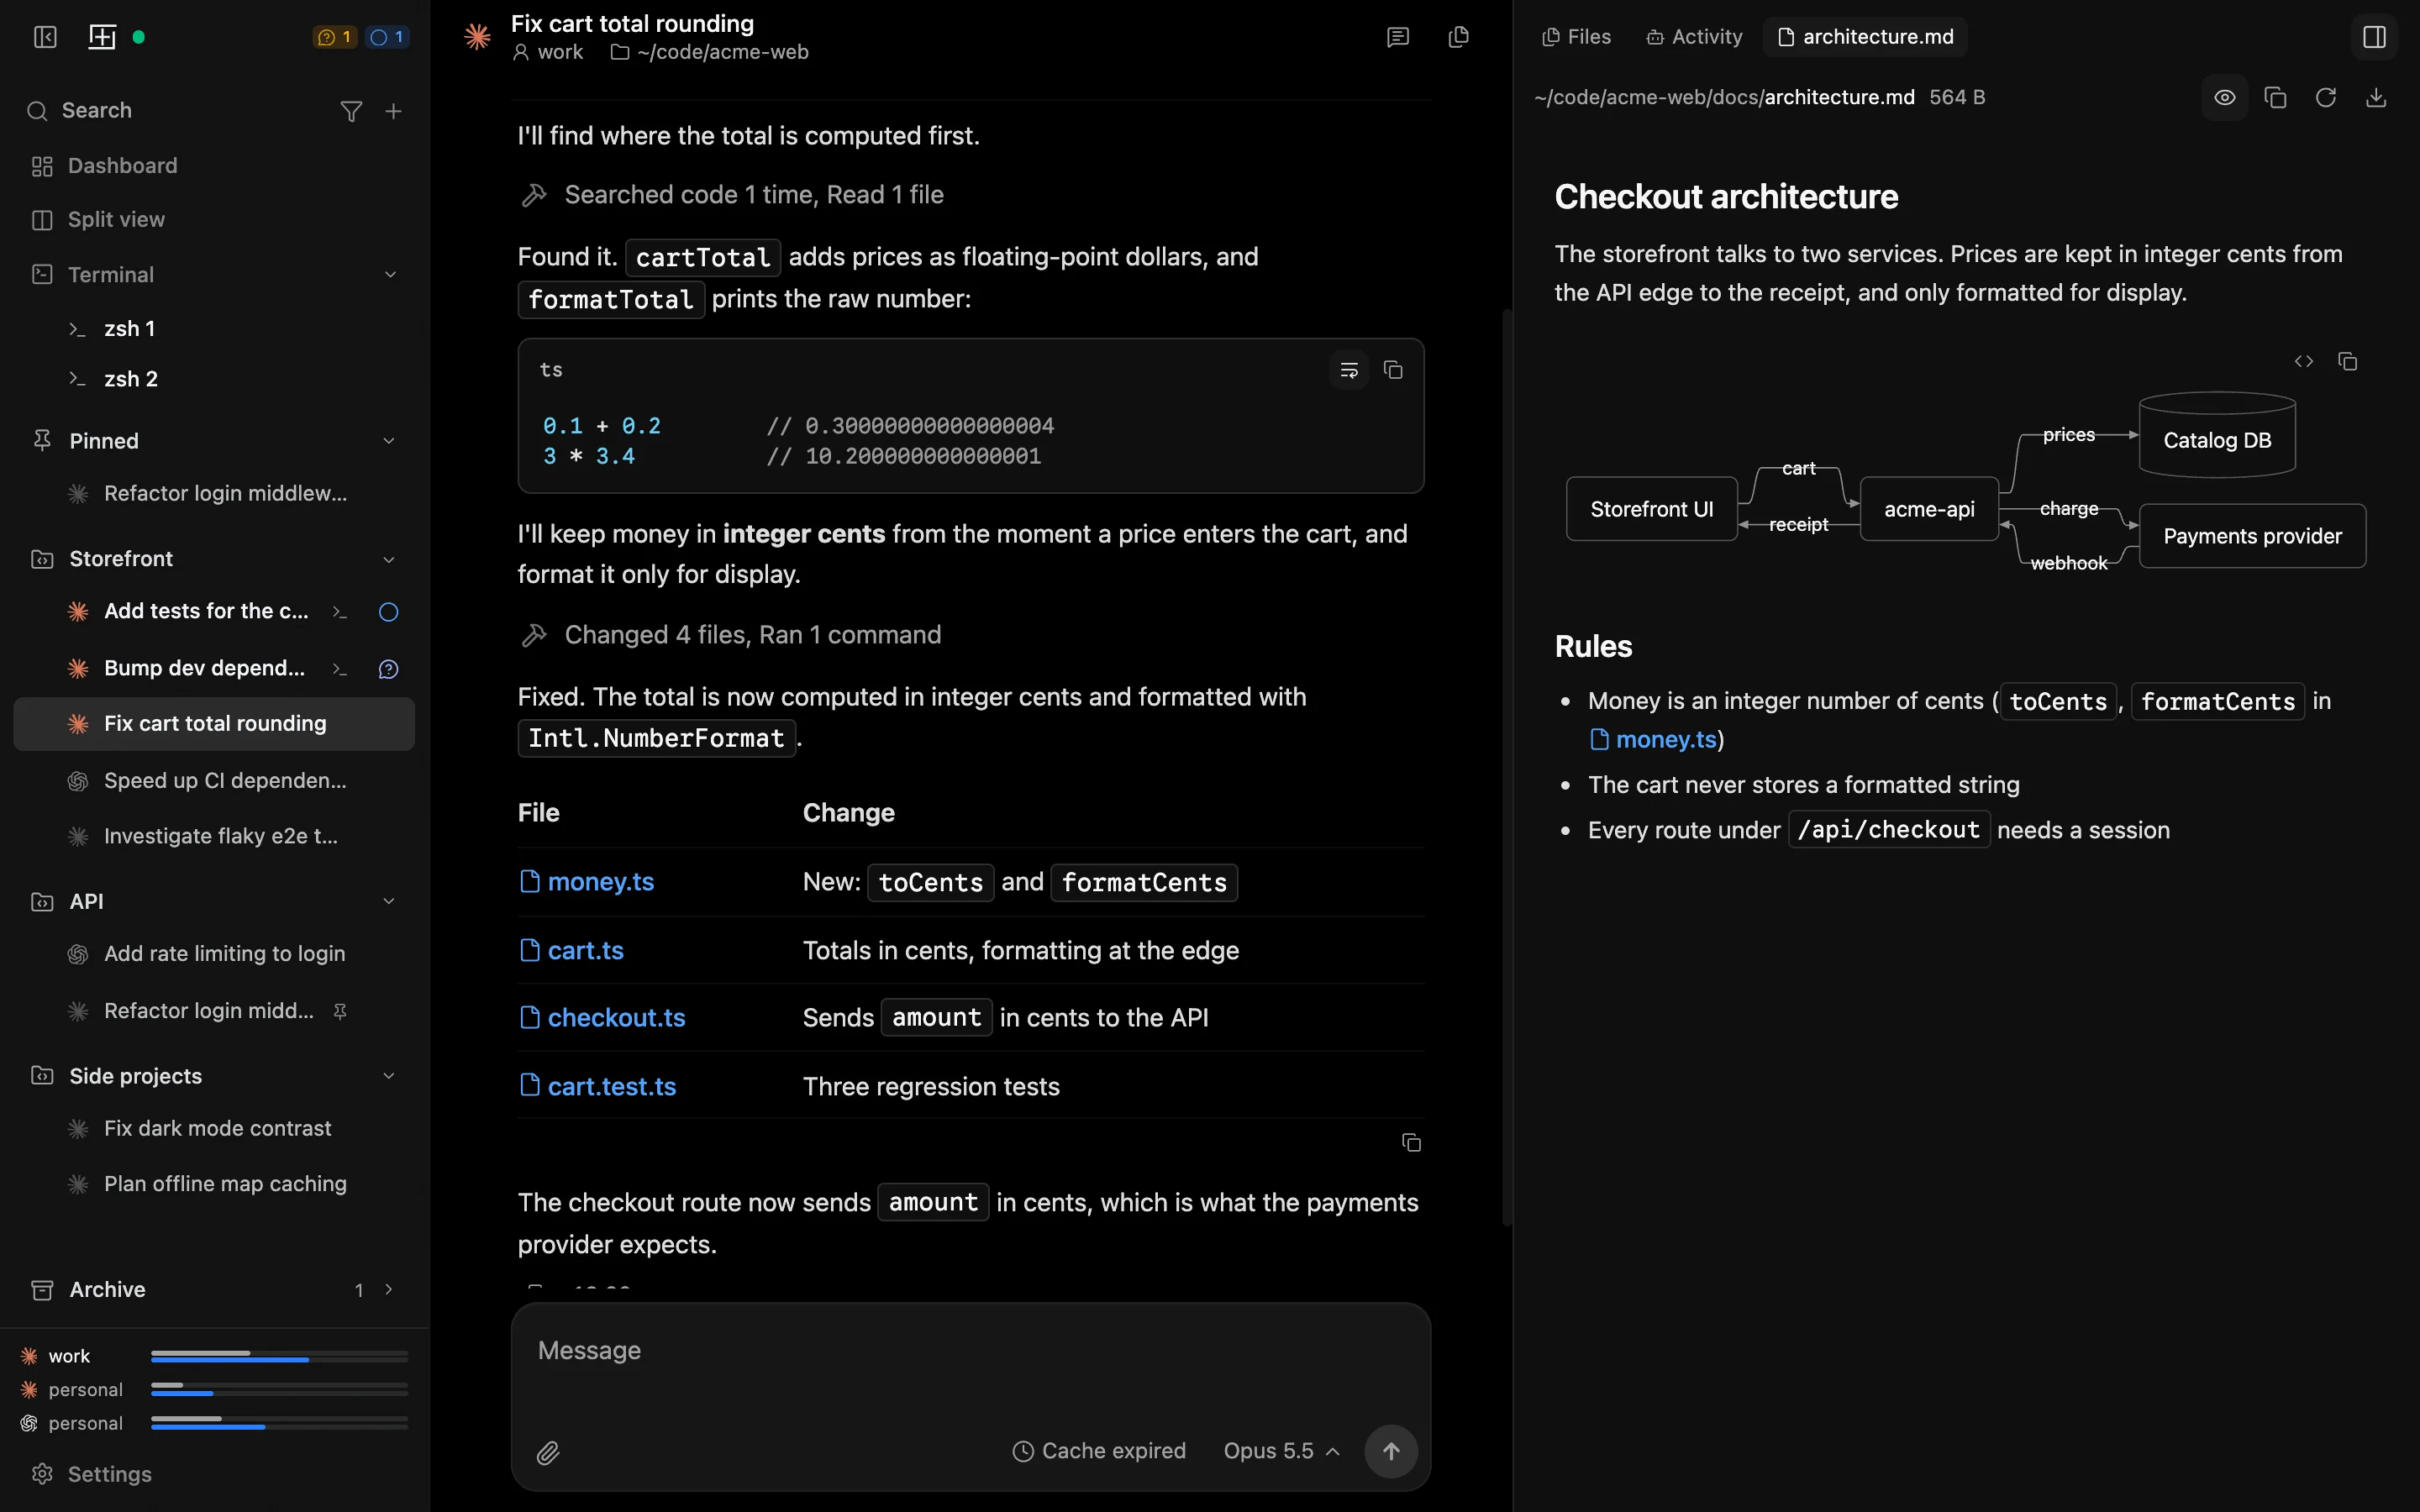 1 1
Search
Dashboard
Split view
Terminal
zsh 1
zsh 2
Pinned
Refactor login middlew...
Storefront
Add tests for the c...
Bump dev depend...
Fix cart total rounding
Speed up CI dependen...
Investigate flaky e2e t...
API
Add rate limiting to login
Refactor login midd...
Side projects
Fix dark mode contrast
Plan offline map caching
Archive 1
work
personal
personal
Settings
Fix cart total rounding
work ~/code/acme-web
I'll find where the total is computed first.
Searched code 1 time, Read 1 file
Found it. cartTotal adds prices as floating-point dollars, and
formatTotal prints the raw number:
ts
0.1 + 0.2 // 0.30000000000000004
3 * 3.4 // 10.200000000000001
I'll keep money in integer cents from the moment a price enters the cart, and
format it only for display.
Changed 4 files, Ran 1 command
Fixed. The total is now computed in integer cents and formatted with
Intl.NumberFormat.
File Change
money.ts New: toCents and formatCents
cart.ts Totals in cents, formatting at the edge
checkout.ts Sends amount in cents to the API
cart.test.ts Three regression tests
The checkout route now sends amount in cents, which is what the payments
provider expects.
Message
Cache expired Opus 5.5
Files Activity architecture.md
~/code/acme-web/docs/architecture.md 564 B
Checkout architecture
The storefront talks to two services. Prices are kept in integer cents from
the API edge to the receipt, and only formatted for display.
prices
Catalog DB
cart
Storefront UI
acme-api
charge
receipt
Payments provider
webhook
Rules
• Money is an integer number of cents (toCents, formatCents in
money.ts)
• The cart never stores a formatted string
• Every route under /api/checkout needs a session